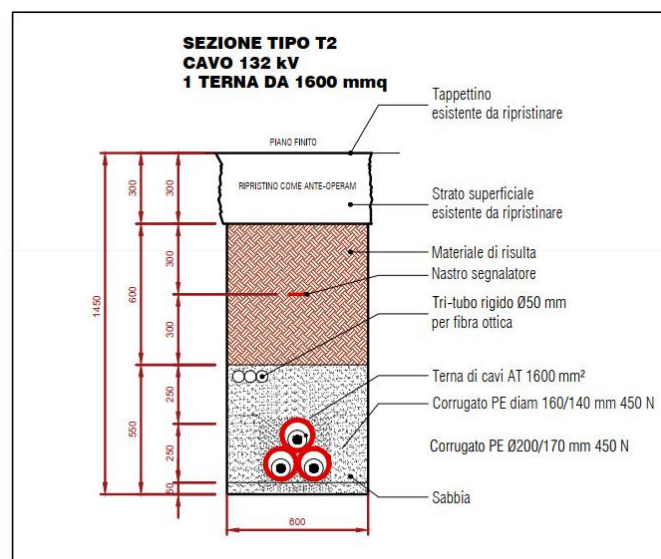 SEZIONE TIPO T2
CAVO 132 kV
1 TERNA DA 1600 mmq
Tappettino
esistente da ripristinare
PIANO FINITO
RIPRISTINO COME ANTE-OPERAM
Strato superficiale
esistente da ripristinare
Materiale di risulta
Nastro segnalatore
Tri-tubo rigido Ø50 mm
per fibra ottica
Terna di cavi AT 1600 mm²
Corrugato PE diam 160/140 mm 450 N
Corrugato PE Ø200/170 mm 450 N
Sabbia
1450
300
600
550
300
300
300
250
250
50
600